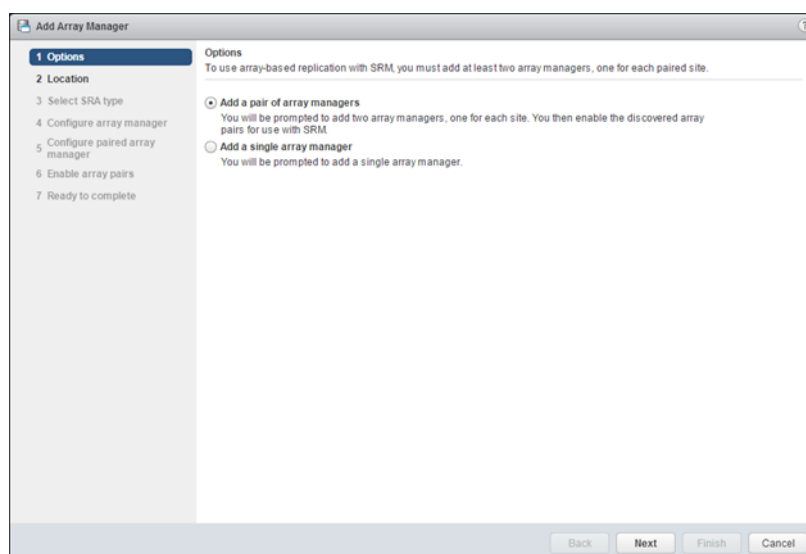 Add Array Manager
?
1 Options
2 Location
3 Select SRA type
4 Configure array manager
5 Configure paired array
manager
6 Enable array pairs
7 Ready to complete
Options
To use array-based replication with SRM, you must add at least two array managers, one for each paired site.
Add a pair of array managers
You will be prompted to add two array managers, one for each site. You then enable the discovered array
pairs for use with SRM.
Add a single array manager
You will be prompted to add a single array manager.
Back Next Finish Cancel